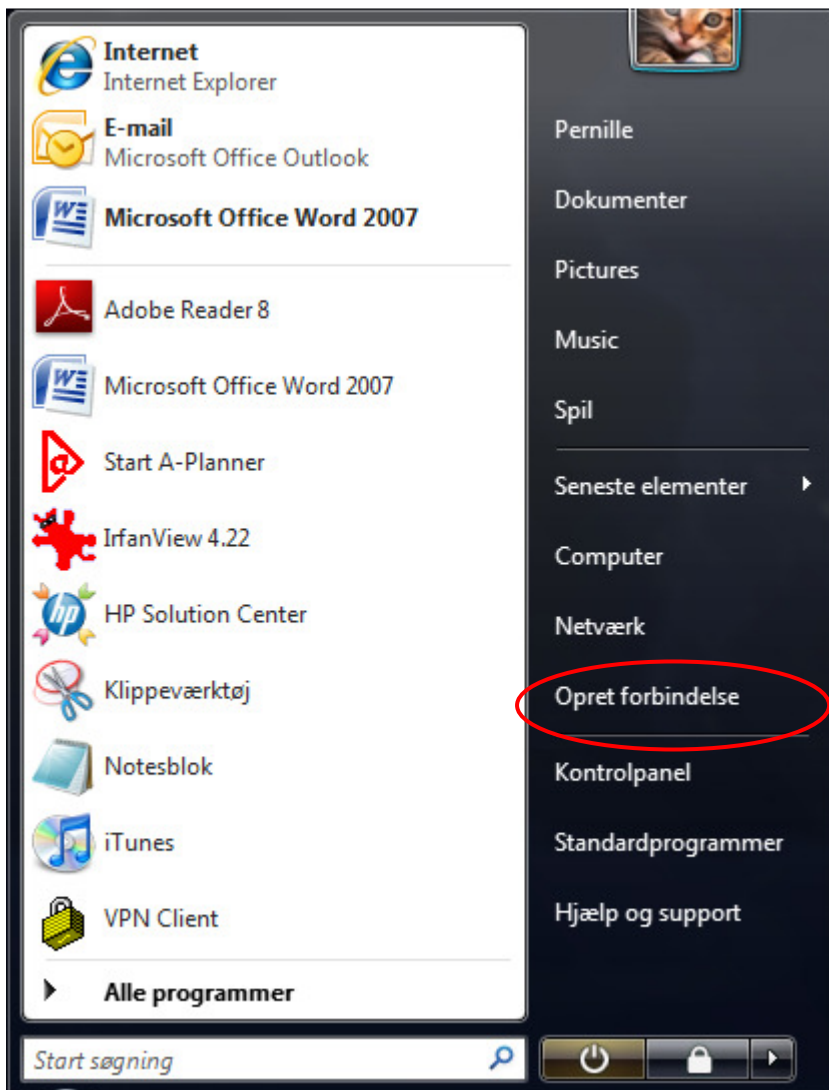 Internet
Internet Explorer
E-mail
Microsoft Office Outlook
Microsoft Office Word 2007
Adobe Reader 8
Microsoft Office Word 2007
Start A-Planner
IrfanView 4.22
HP Solution Center
Klippeværktøj
Notesblok
iTunes
VPN Client
Alle programmer
Start søgning
Pernille
Dokumenter
Pictures
Music
Spil
Seneste elementer
Computer
Netværk
Opret forbindelse
Kontrolpanel
Standardprogrammer
Hjælp og support